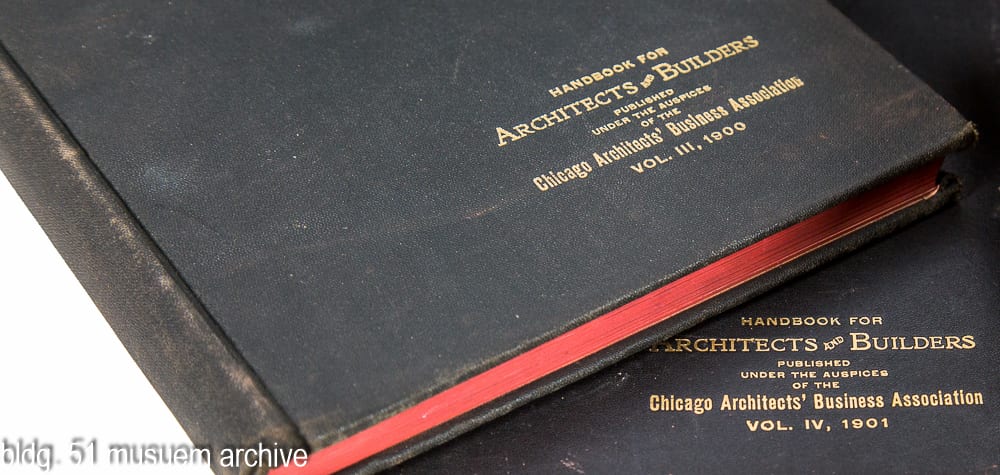 HANDBOOK FOR
ARCHITECTS AND BUILDERS
PUBLISHED
UNDER THE AUSPICES
OF THE
Chicago Architects' Business Association
VOL. III, 1900
HANDBOOK FOR
ARCHITECTS AND BUILDERS
PUBLISHED
UNDER THE AUSPICES
OF THE
Chicago Architects' Business Association
VOL. IV, 1901
bldg. 51 musuem archive